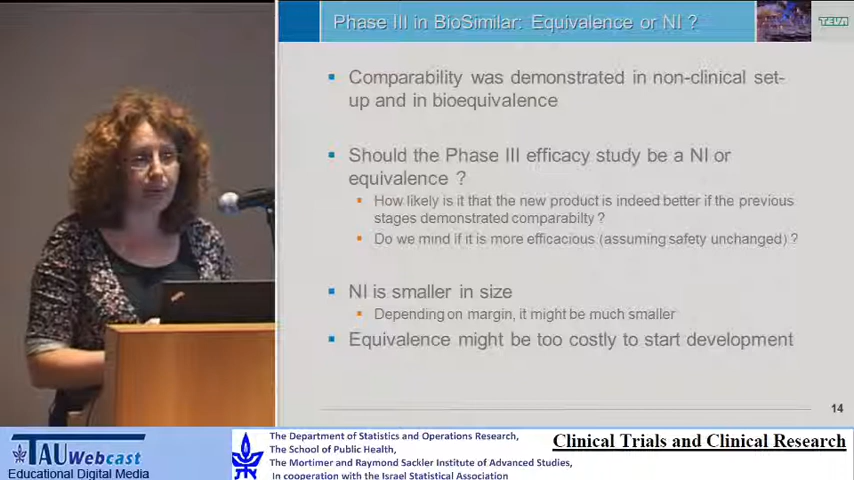 Phase III in BioSimilar: Equivalence or NI ?
TEVA
Comparability was demonstrated in non-clinical set-
up and in bioequivalence
Should the Phase III efficacy study be a NI or
equivalence ?
How likely is it that the new product is indeed better if the previous
stages demonstrated comparabilty ?
Do we mind if it is more efficacious (assuming safety unchanged) ?
NI is smaller in size
Depending on margin, it might be much smaller
Equivalence might be too costly to start development
14
TAUWebcast
Educational Digital Media
The Department of Statistics and Operations Research,
The School of Public Health,
The Mortimer and Raymond Sackler Institute of Advanced Studies,
In cooperation with the Israel Statistical Association
Clinical Trials and Clinical Research